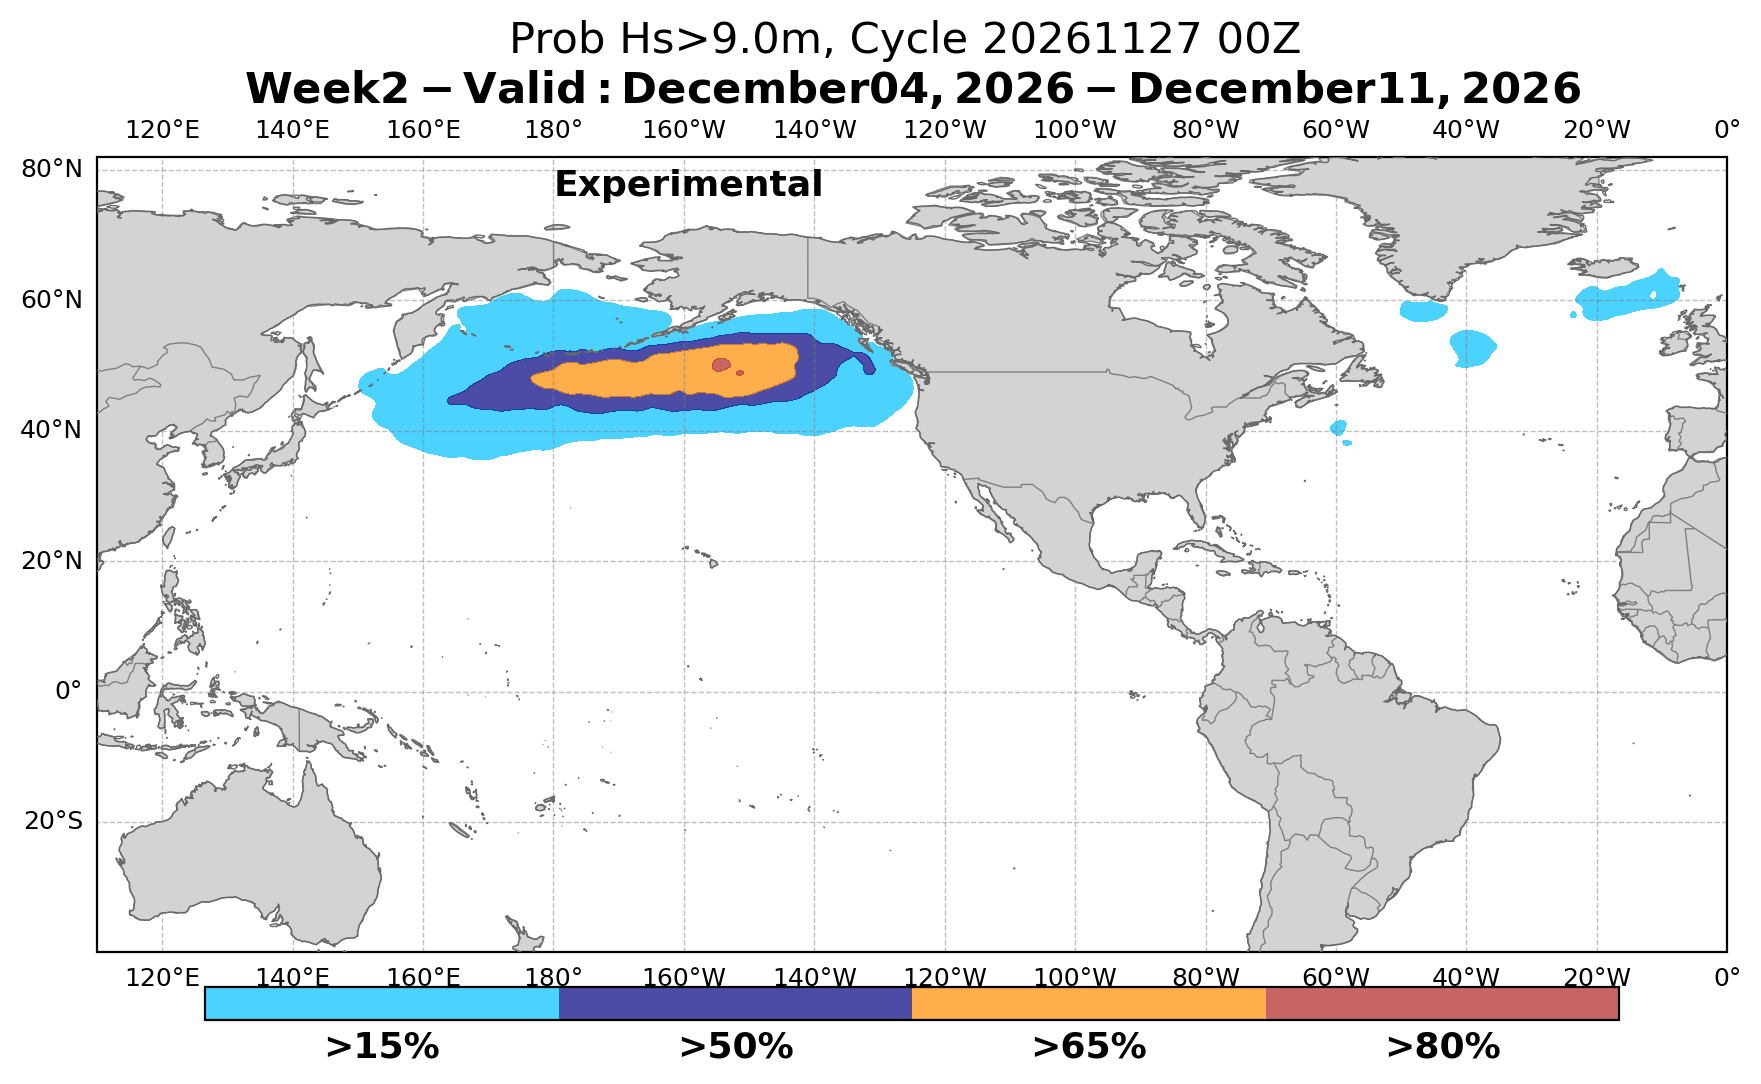 Prob Hs>9.0m, Cycle 20261127 00Z
Week2 − Valid : December04, 2026 − December11, 2026
120°E 140°E 160°E 180° 160°W 140°W 120°W 100°W 80°W 60°W 40°W 20°W 0°
80°N
Experimental
60°N
40°N
20°N
0°
20°S
120°E 140°E 160°E 180° 160°W 140°W 120°W 100°W 80°W 60°W 40°W 20°W 0°
>15% >50% >65% >80%